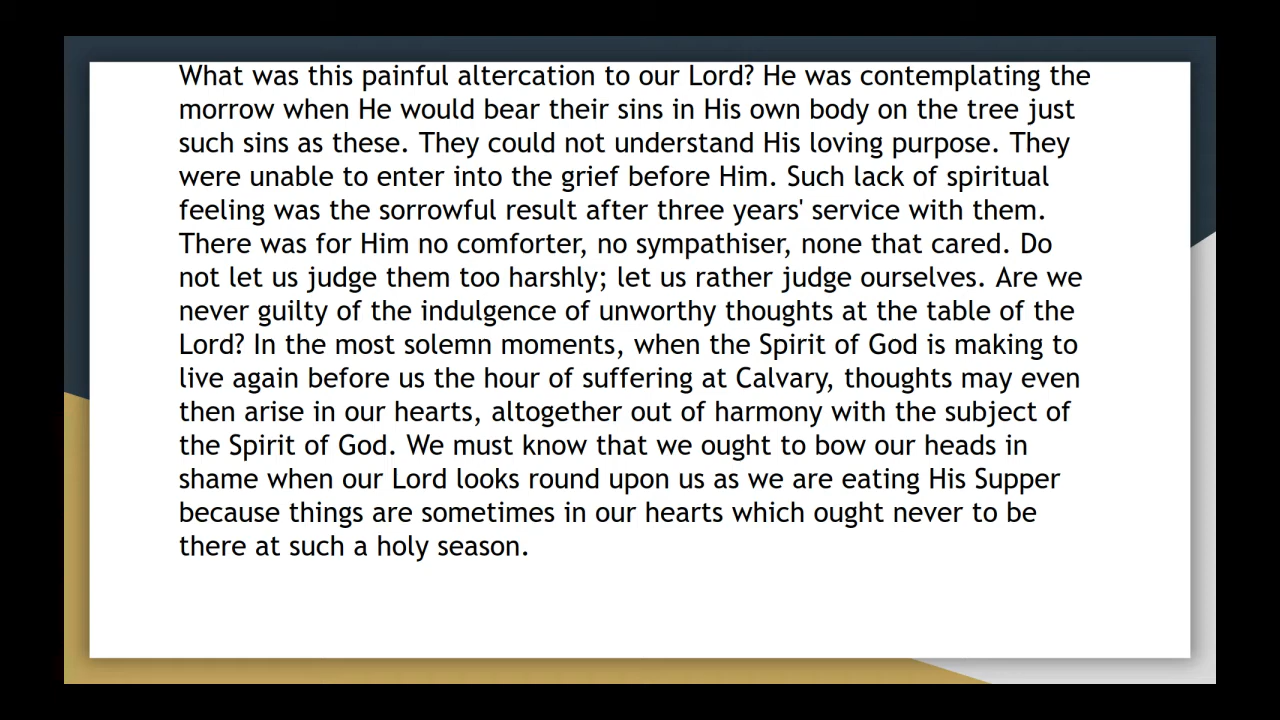 What was this painful altercation to our Lord? He was contemplating the
morrow when He would bear their sins in His own body on the tree just
such sins as these. They could not understand His loving purpose. They
were unable to enter into the grief before Him. Such lack of spiritual
feeling was the sorrowful result after three years' service with them.
There was for Him no comforter, no sympathiser, none that cared. Do
not let us judge them too harshly; let us rather judge ourselves. Are we
never guilty of the indulgence of unworthy thoughts at the table of the
Lord? In the most solemn moments, when the Spirit of God is making to
live again before us the hour of suffering at Calvary, thoughts may even
then arise in our hearts, altogether out of harmony with the subject of
the Spirit of God. We must know that we ought to bow our heads in
shame when our Lord looks round upon us as we are eating His Supper
because things are sometimes in our hearts which ought never to be
there at such a holy season.